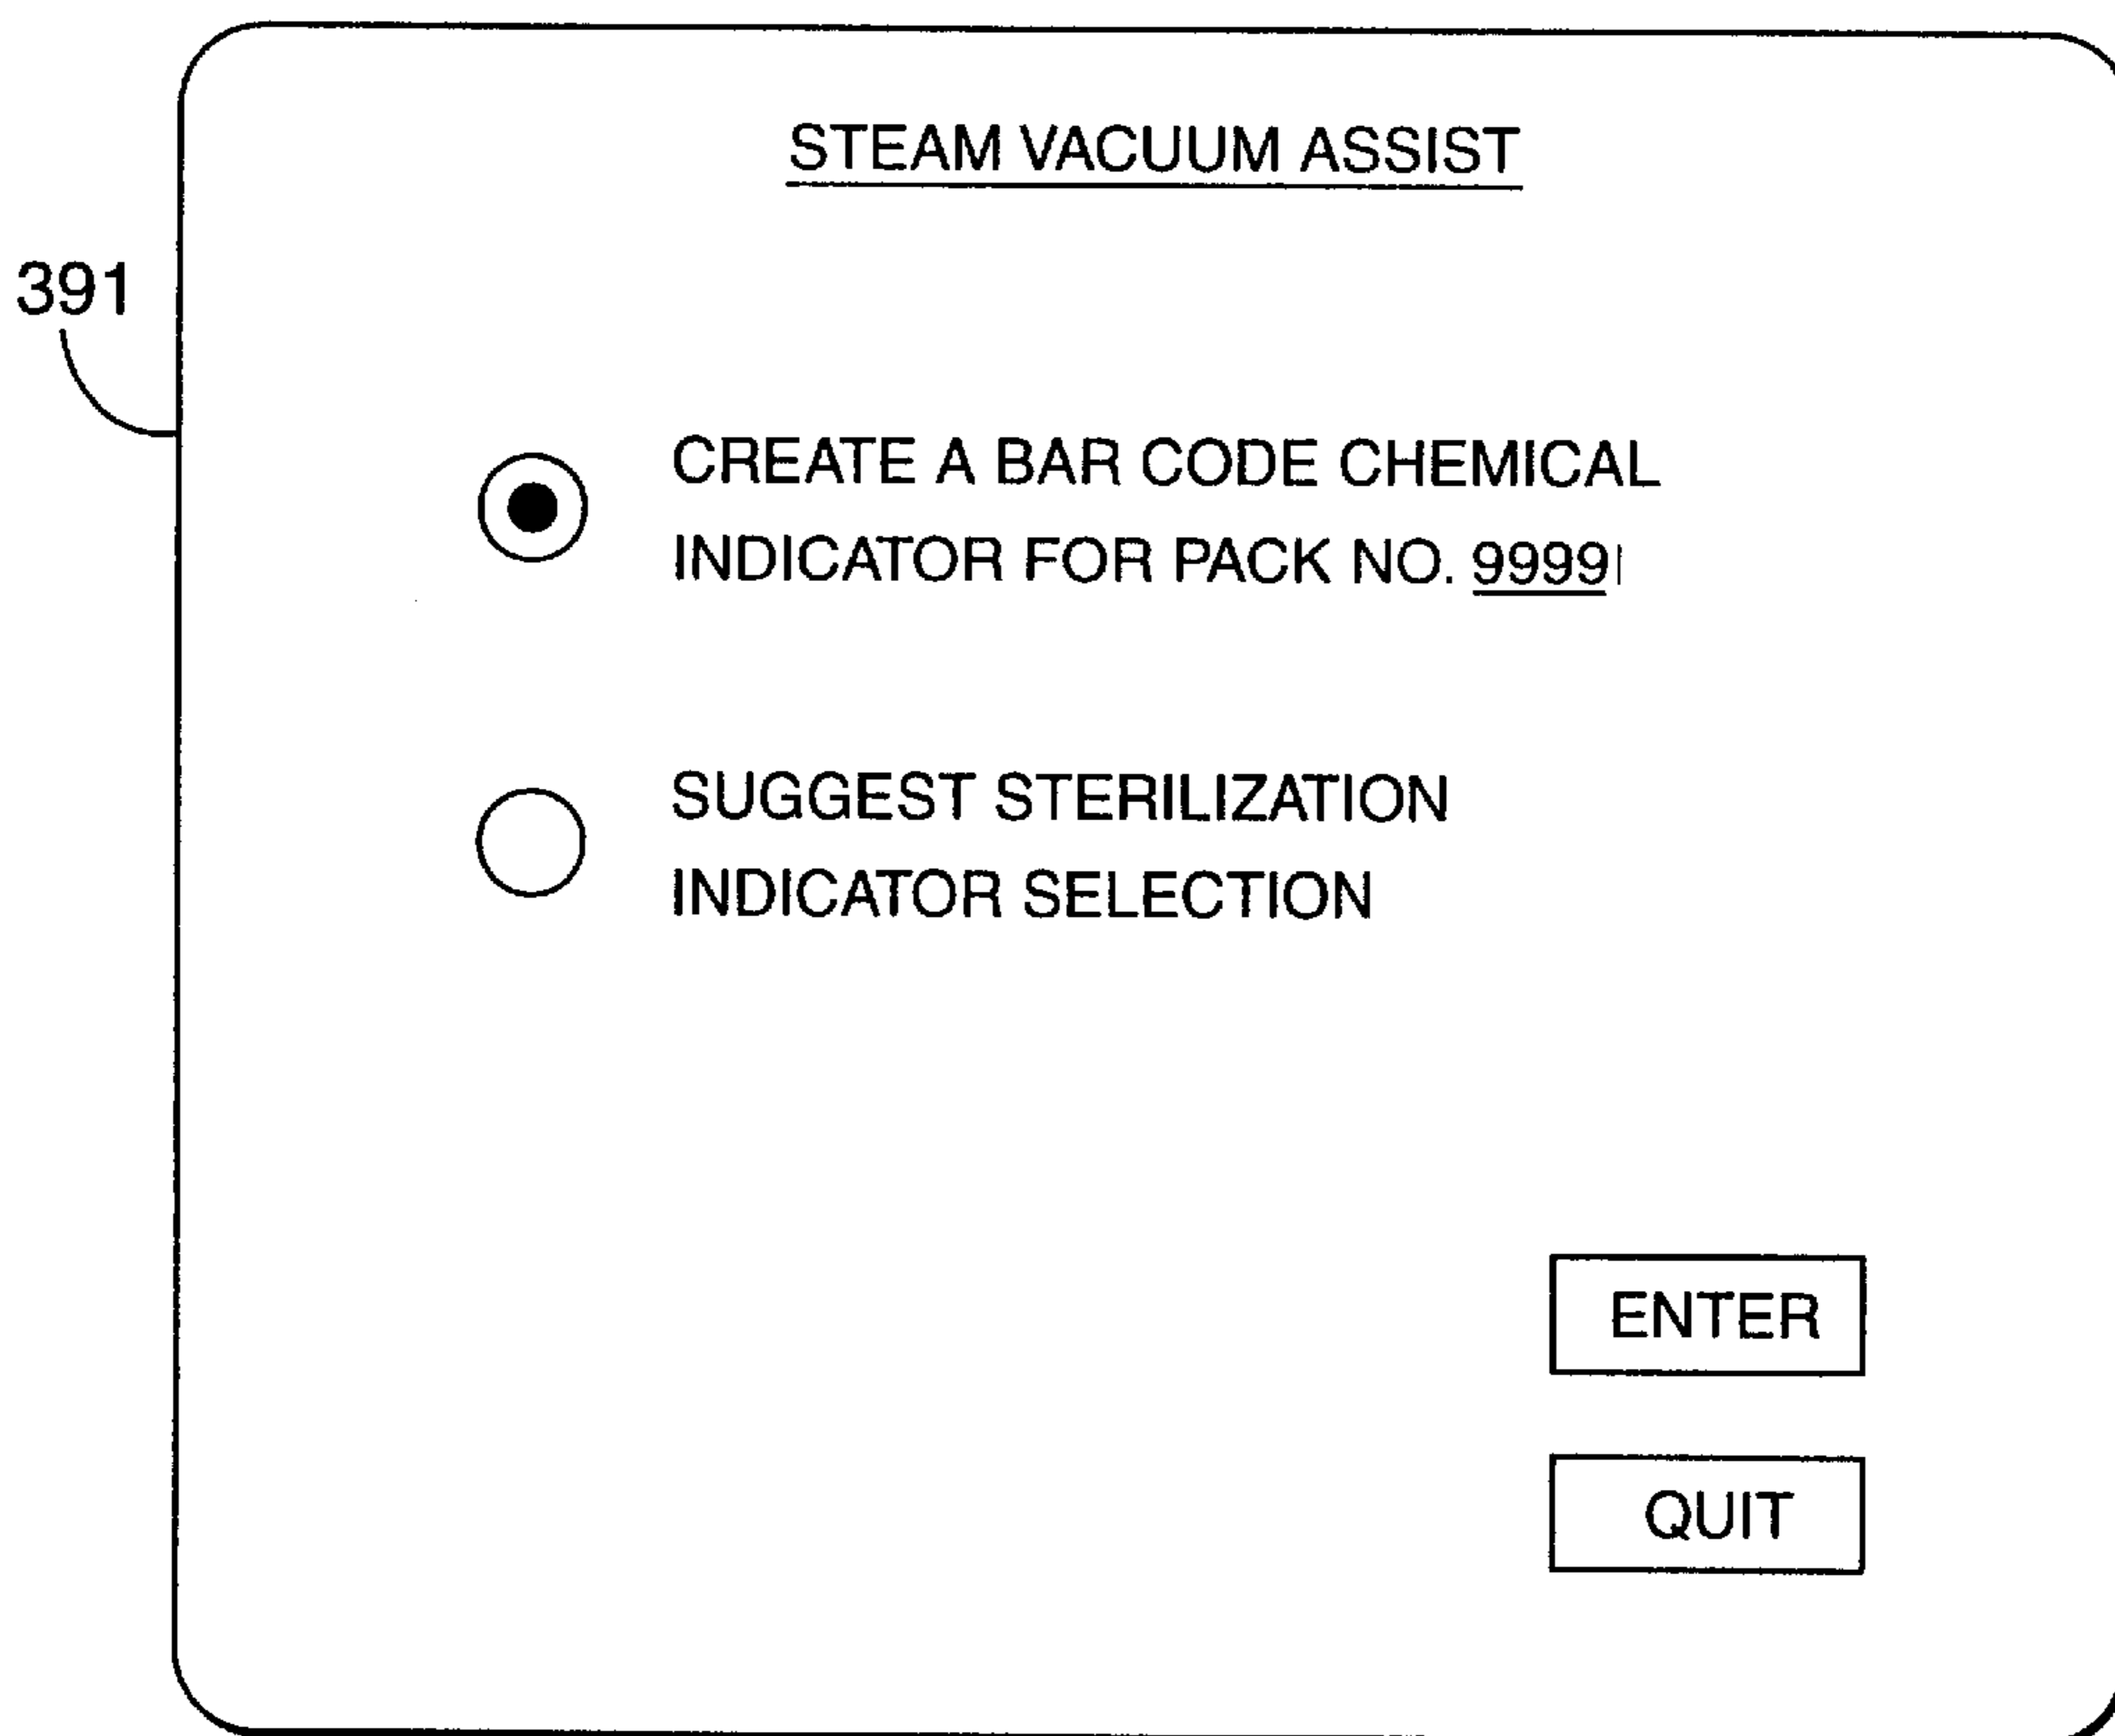 STEAM VACUUM ASSIST
391
CREATE A BAR CODE CHEMICAL
INDICATOR FOR PACK NO. 9999
SUGGEST STERILIZATION
INDICATOR SELECTION
ENTER
QUIT